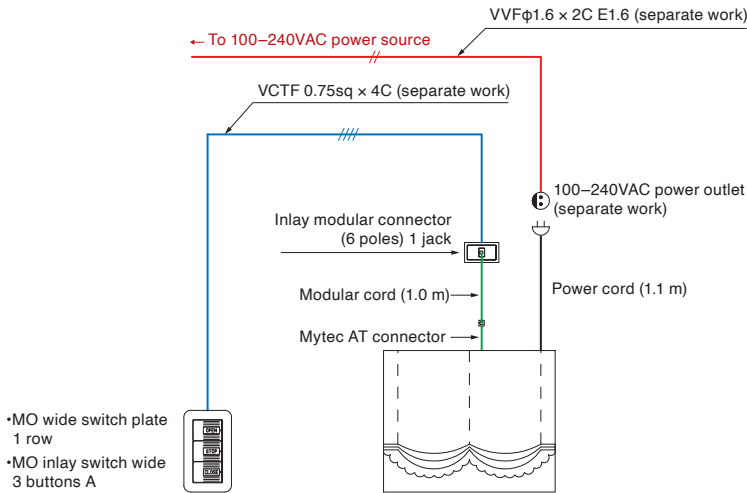 VVFφ1.6 × 2C E1.6 (separate work)
← To 100–240VAC power source
VCTF 0.75sq × 4C (separate work)
100–240VAC power outlet
(separate work)
Inlay modular connector
(6 poles) 1 jack
Modular cord (1.0 m)
Power cord (1.1 m)
Mytec AT connector
•MO wide switch plate
1 row
•MO inlay switch wide
3 buttons A
OPEN
STOP
CLOSE